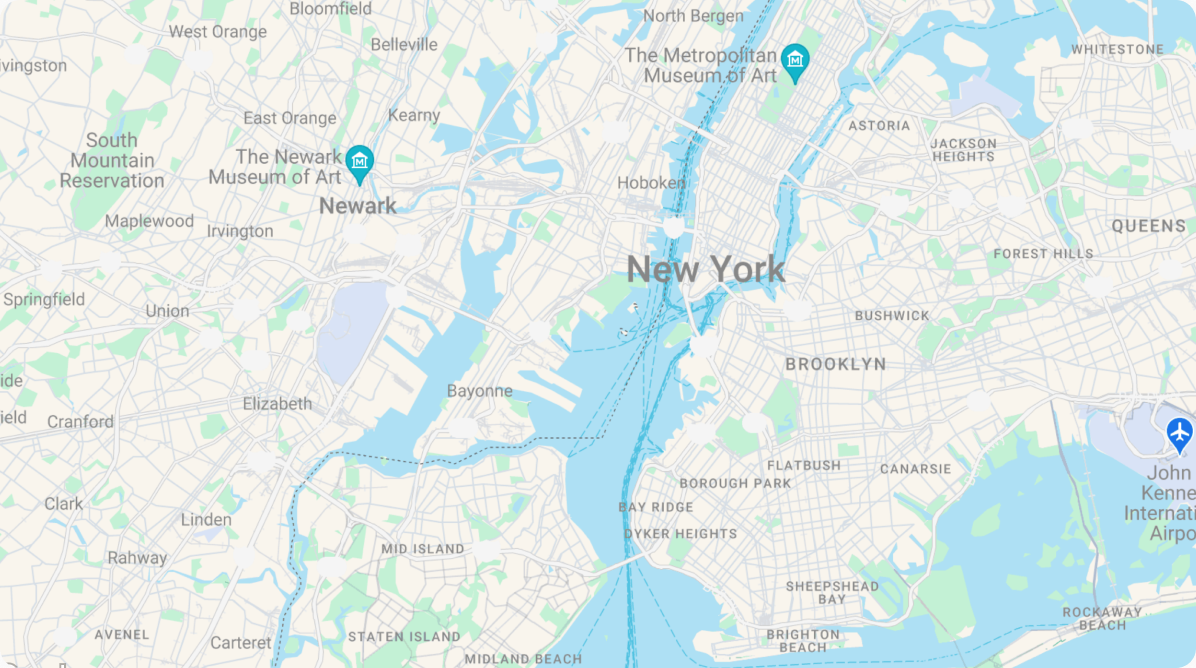 Bloomfield
North Bergen
West Orange
Belleville
WHITESTONE
The Metropolitan
Museum of Art
ivingston
Kearny
East Orange
ASTORIA
South
Mountain
Reservation
JACKSON
HEIGHTS
The Newark
Museum of Art
Hoboken
Newark
Maplewood
Irvington
QUEENS
FOREST HILLS
New York
Springfield
Union
BUSHWICK
BROOKLYN
ide
Bayonne
Elizabeth
ield
Cranford
FLATBUSH
CANARSIE
John
Kenne
Internati
Airpo
BOROUGH PARK
Clark
BAY RIDGE
Linden
DYKER HEIGHTS
MID ISLAND
Rahway
SHEEPSHEAD
BAY
ROCKAWAY
BEACH
AVENEL
Carteret
STATEN ISLAND
BRIGHTON
BEACH
MIDLAND BEACH